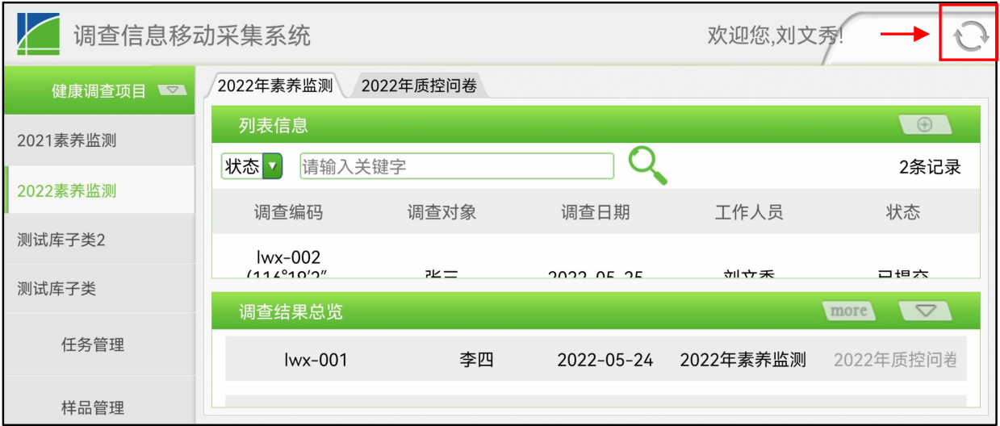 调查信息移动采集系统 欢迎您,刘文秀!
健康调查项目
2021素养监测
2022素养监测
测试库子类2
测试库子类
任务管理
样品管理
2022年素养监测 2022年质控问卷
列表信息
状态 请输入关键字 2条记录
调查编码 调查对象 调查日期 工作人员 状态
lwx-002
(116°19'2" 张三 2022-05-25 刘文秀 已提交
调查结果总览 more
lwx-001 李四 2022-05-24 2022年素养监测 2022年质控问卷